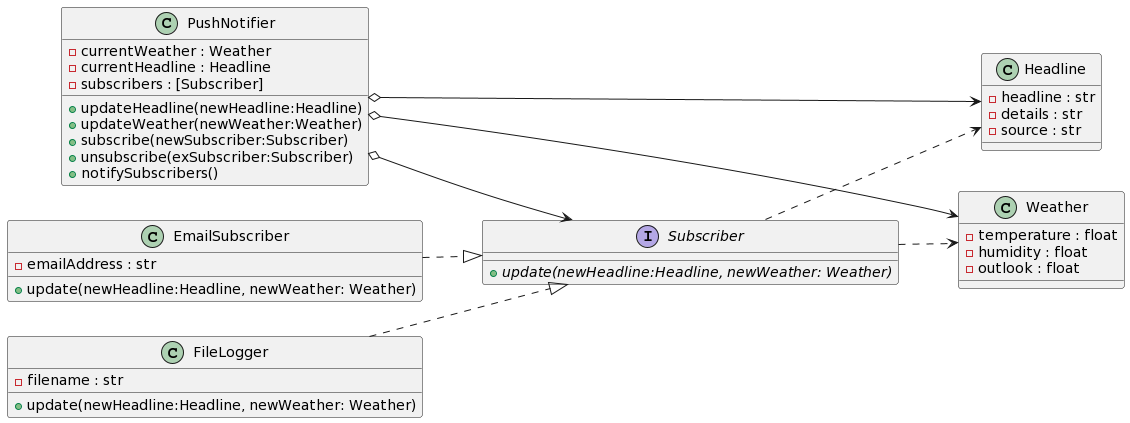 C PushNotifier
currentWeather : Weather
currentHeadline : Headline
subscribers : [Subscriber]
updateHeadline(newHeadline:Headline)
updateWeather(newWeather:Weather)
subscribe(newSubscriber:Subscriber)
unsubscribe(exSubscriber:Subscriber)
notifySubscribers()
C Headline
headline : str
details : str
source : str
C EmailSubscriber
emailAddress : str
update(newHeadline:Headline, newWeather: Weather)
I Subscriber
update(newHeadline:Headline, newWeather: Weather)
C Weather
temperature : float
humidity : float
outlook : float
C FileLogger
filename : str
update(newHeadline:Headline, newWeather: Weather)